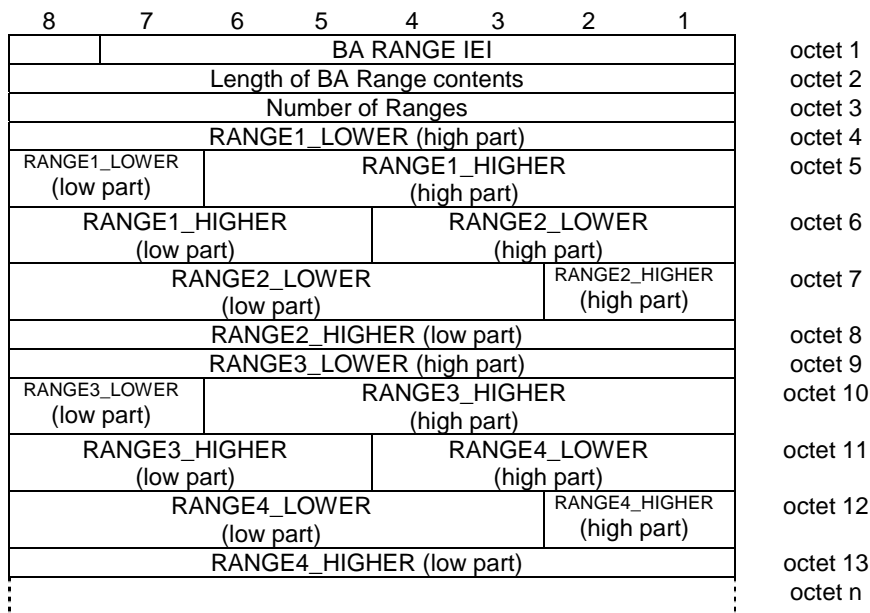 8 7 6 5 4 3 2 1
BA RANGE IEI octet 1
Length of BA Range contents octet 2
Number of Ranges octet 3
RANGE1_LOWER (high part) octet 4
RANGE1_LOWER RANGE1_HIGHER octet 5
(low part) (high part)
RANGE1_HIGHER RANGE2_LOWER octet 6
(low part) (high part)
RANGE2_LOWER RANGE2_HIGHER octet 7
(low part) (high part)
RANGE2_HIGHER (low part) octet 8
RANGE3_LOWER (high part) octet 9
RANGE3_LOWER RANGE3_HIGHER octet 10
(low part) (high part)
RANGE3_HIGHER RANGE4_LOWER octet 11
(low part) (high part)
RANGE4_LOWER RANGE4_HIGHER octet 12
(low part) (high part)
RANGE4_HIGHER (low part) octet 13
octet n